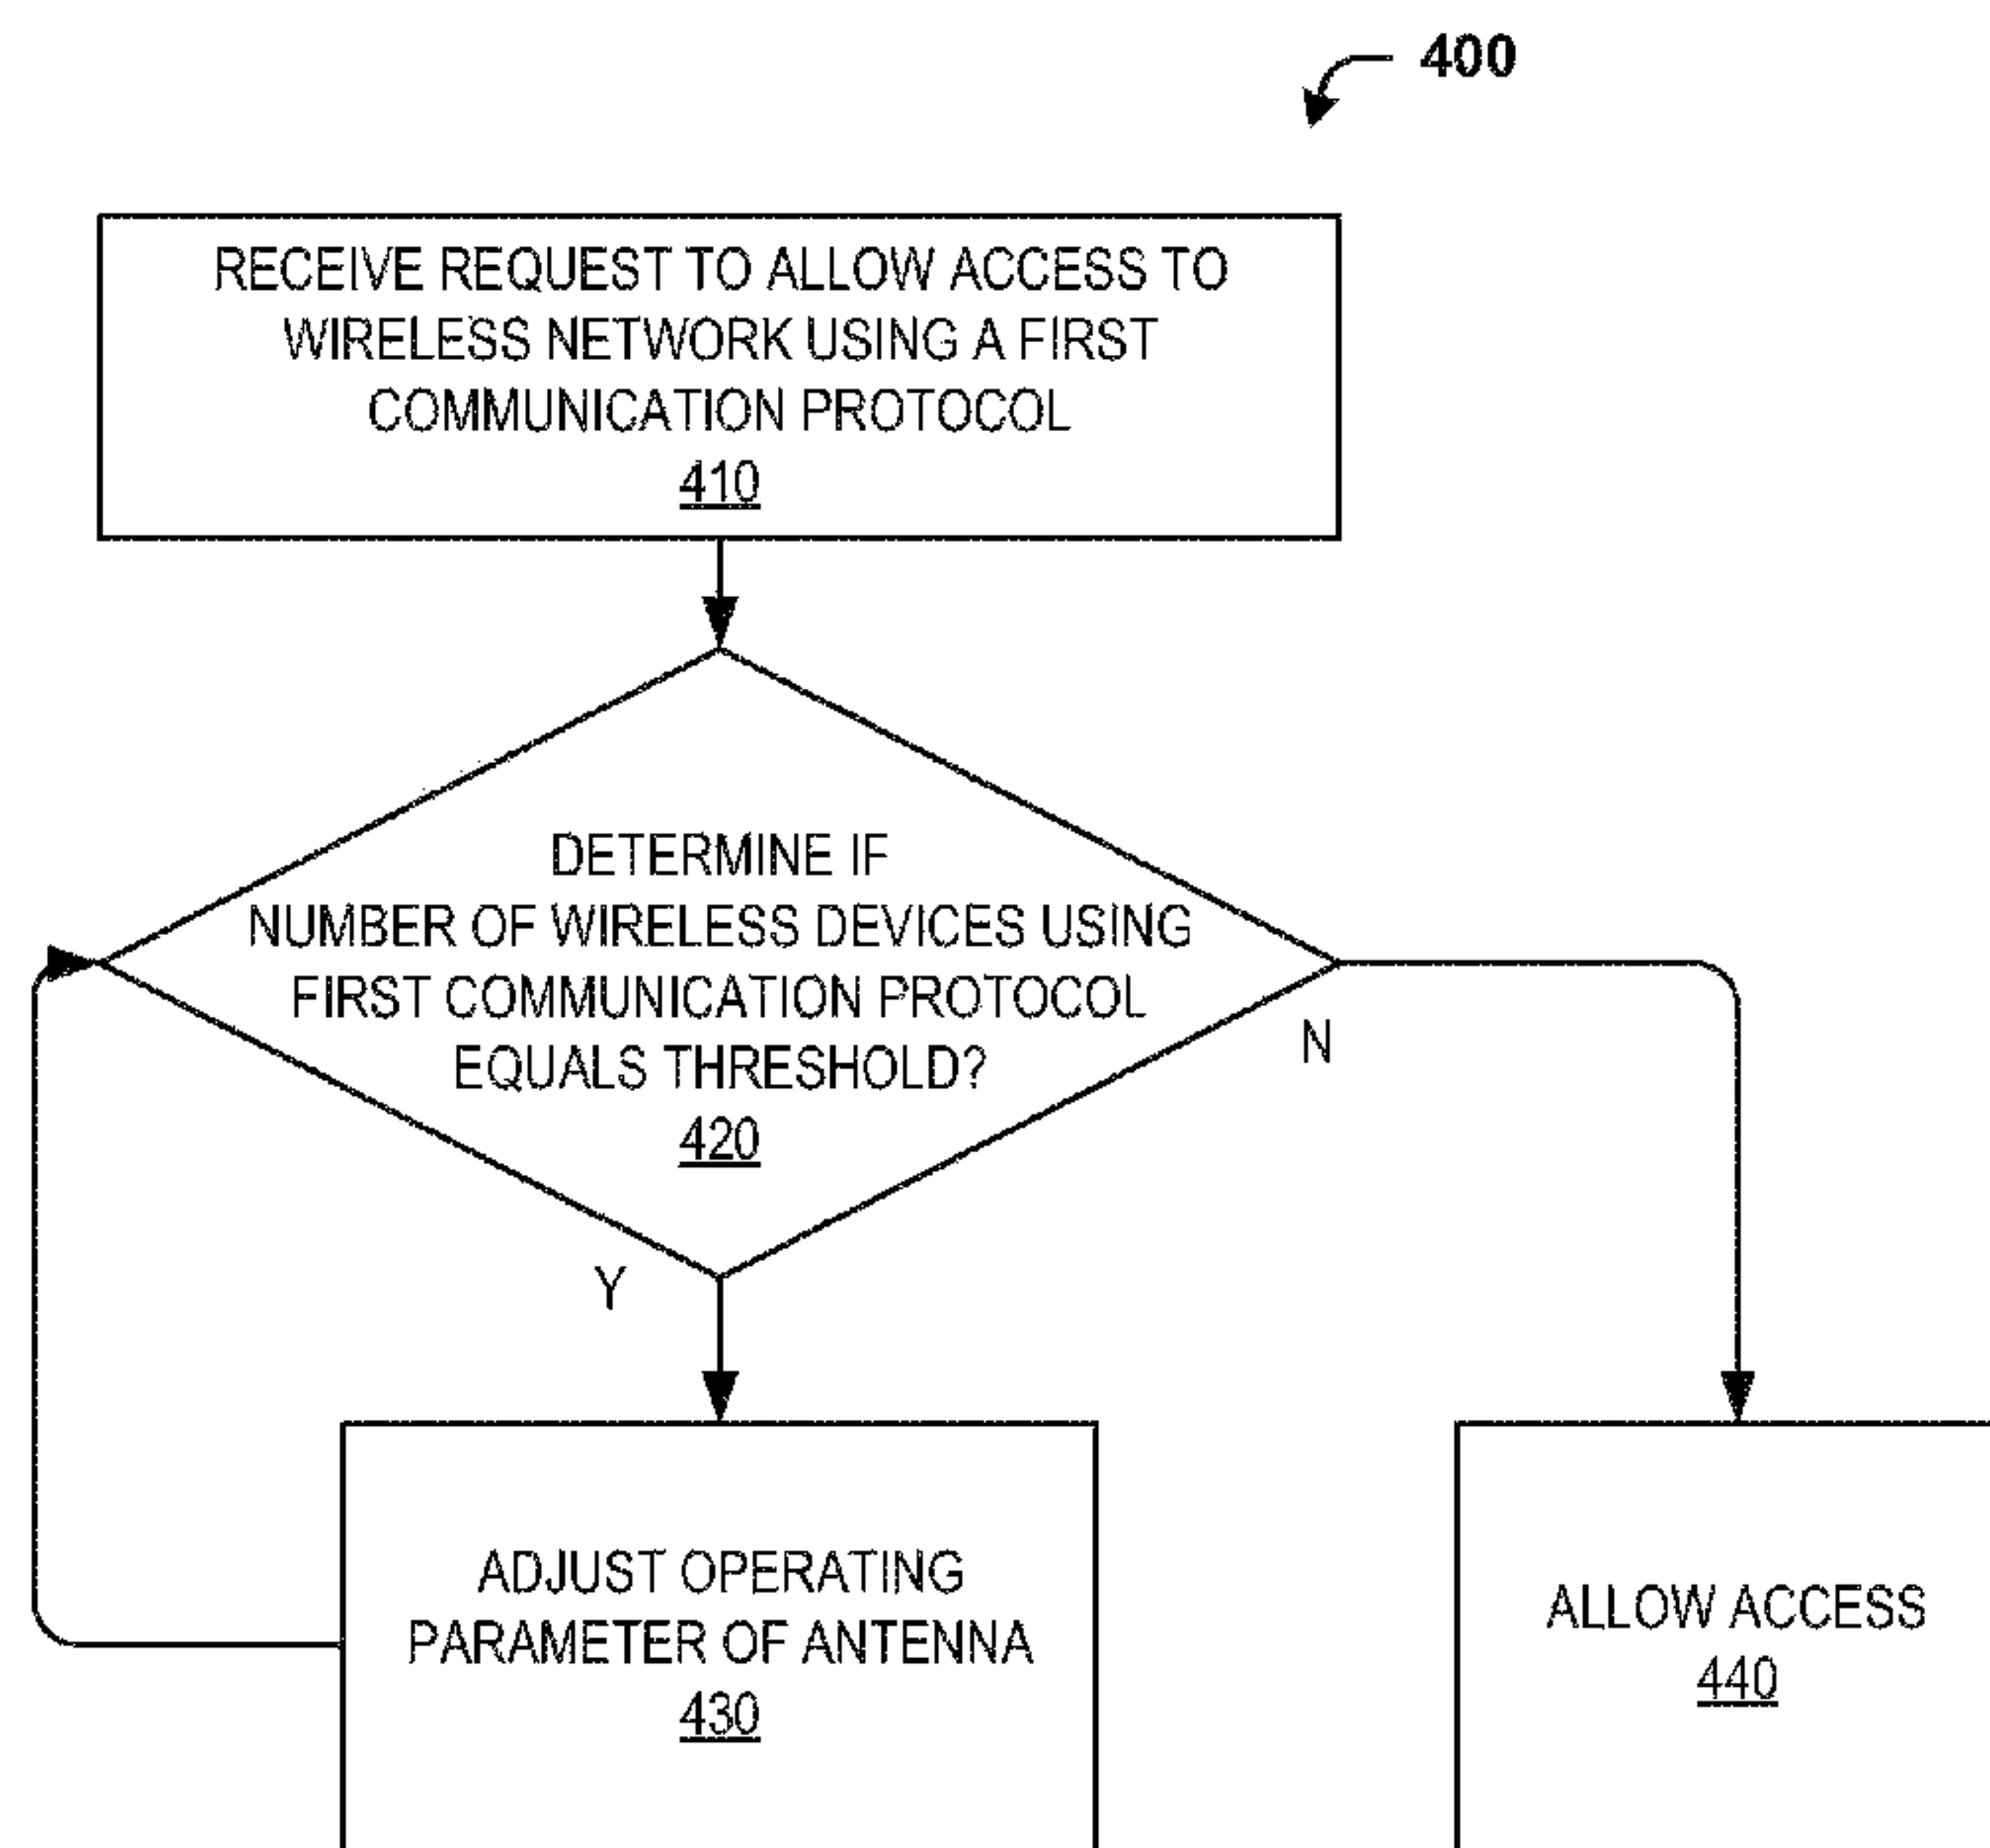 400
RECEIVE REQUEST TO ALLOW ACCESS TO
WIRELESS NETWORK USING A FIRST
COMMUNICATION PROTOCOL
410
DETERMINE IF
NUMBER OF WIRELESS DEVICES USING
FIRST COMMUNICATION PROTOCOL
EQUALS THRESHOLD?
420
N
Y
ADJUST OPERATING
PARAMETER OF ANTENNA
430
ALLOW ACCESS
440